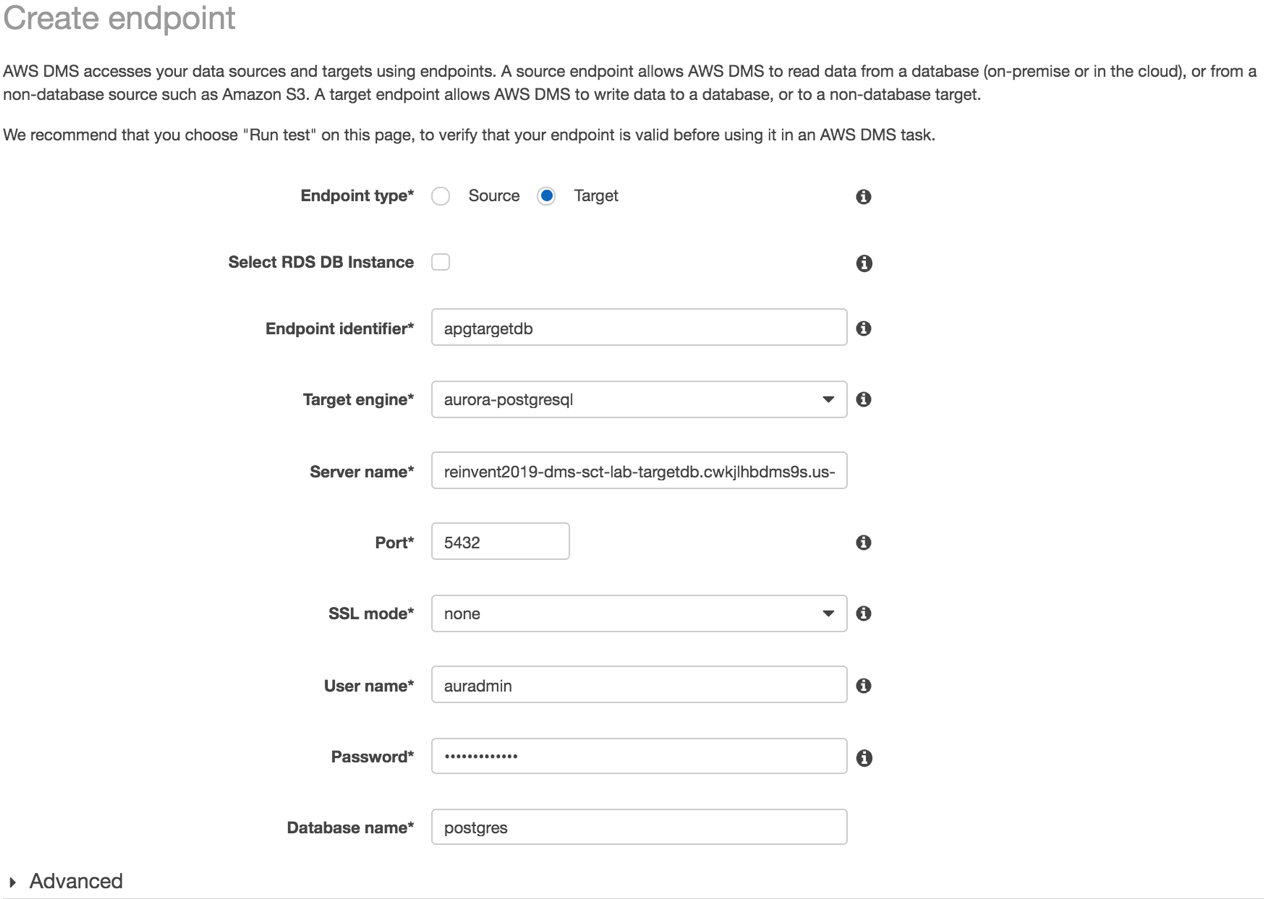 Create endpoint
AWS DMS accesses your data sources and targets using endpoints. A source endpoint allows AWS DMS to read data from a database (on-premise or in the cloud), or from a
non-database source such as Amazon S3. A target endpoint allows AWS DMS to write data to a database, or to a non-database target.
We recommend that you choose "Run test" on this page, to verify that your endpoint is valid before using it in an AWS DMS task.
Endpoint type* Source Target
Select RDS DB Instance
Endpoint identifier* apgtargetdb
Target engine* aurora-postgresql
Server name* reinvent2019-dms-sct-lab-targetdb.cwkjlhbdms9s.us-
Port* 5432
SSL mode* none
User name* auradmin
Password* •••••••••••••
Database name* postgres
Advanced